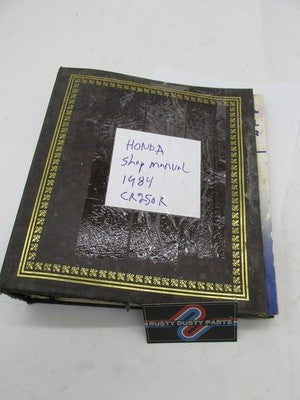 HONDA
Shop manual
1984
CR250R
RUSTY DUSTY PARTS